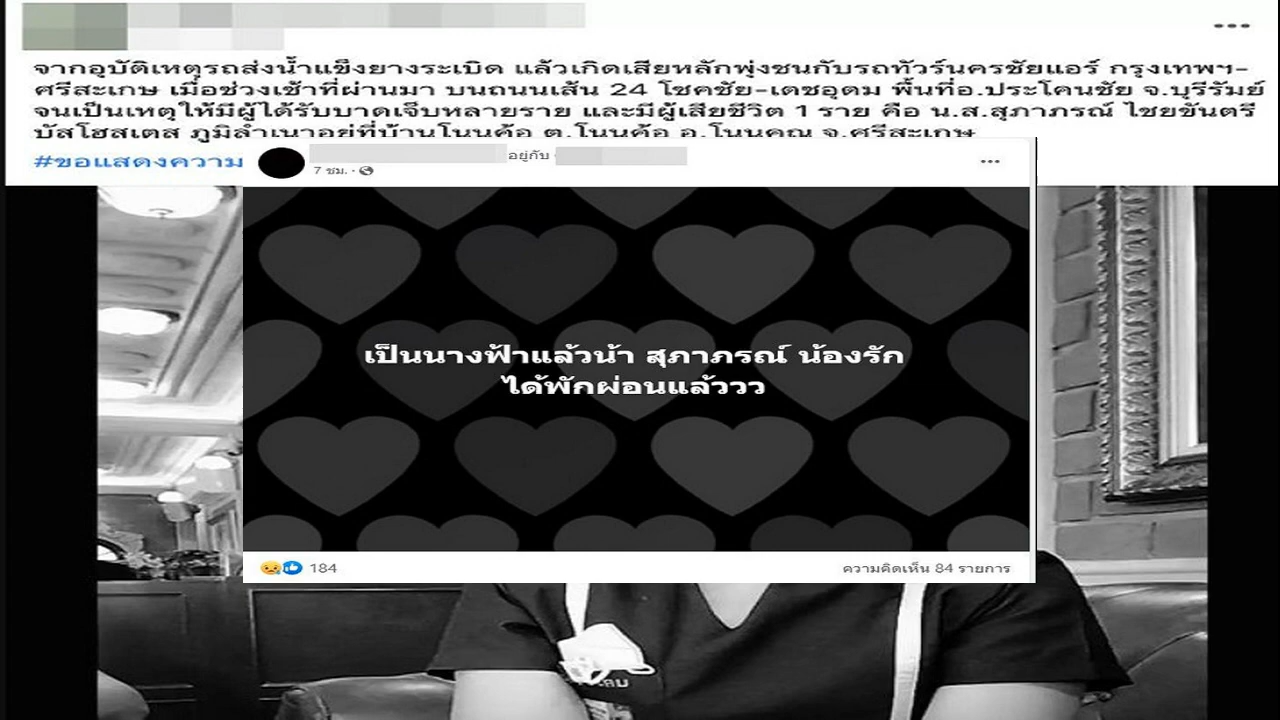 จากอุบัติเหตุรถส่งน้ำแข็งยางระเบิด แล้วเกิดเสียหลักพุ่งชนกับรถทัวร์นครชัยแอร์ กรุงเทพฯ-
ศรีสะเกษ เมื่อช่วงเช้าที่ผ่านมา บนถนนเส้น 24 โชคชัย-เดชอุดม พื้นที่อ.ประโคนชัย จ.บุรีรัมย์
จนเป็นเหตุให้มีผู้ได้รับบาดเจ็บหลายราย และมีผู้เสียชีวิต 1 ราย คือ น.ส.สุภาภรณ์ ไชยขันตรี
บัสโฮสเตส ภูมิลำเนาอยู่ที่บ้านโนนค้อ ต.โนนค้อ อ.โนนคูณ จ.ศรีสะเกษ
#ขอแสดงความ
อยู่กับ
7 ชม.
เป็นนางฟ้าแล้วน้า สุภาภรณ์ น้องรัก
ได้พักผ่อนแล้ววว
184
ความคิดเห็น 84 รายการ